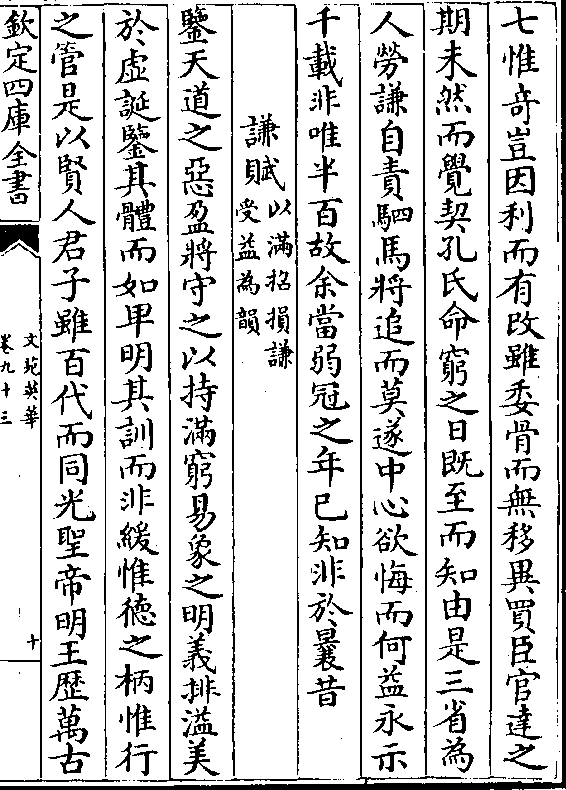 七惟奇豈因利而有改雖委骨而無移異買臣官達之
期未然而覺契孔氏命窮之日既至而知由是三省為
人勞謙自責駟馬將追而莫遂中心欲悔而何益永示
千載非唯半百故余當弱冠之年已知非於曩昔
謙賦以滿招損謙
受益為韻
鑒天道之惡盈將守之以持滿窮易象之明義排溢美
於虛誕鑒其體而如卑明其訓而非緩惟徳之柄惟行
之管是以賢人君子雖百代而同光聖帝明王歴萬古
欽定四庫全書
文苑英華
卷九十三
十